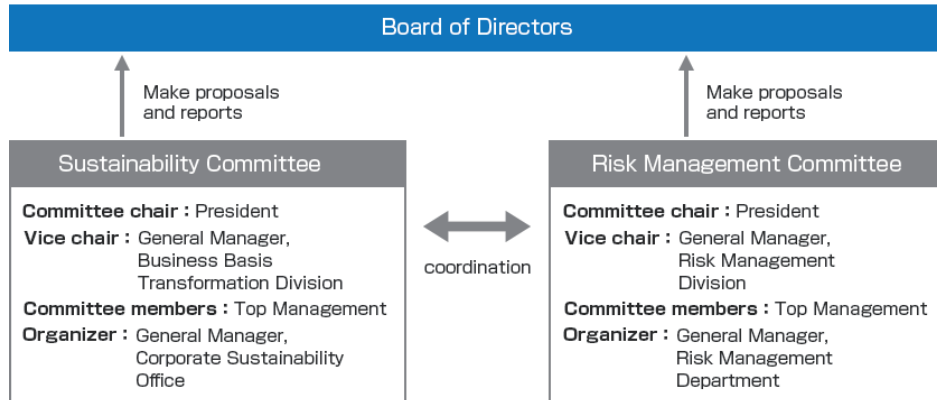 Board of Directors
Make proposals
and reports
Make proposals
and reports
Sustainability Committee
Committee chair : President
Vice chair : General Manager,
Business Basis
Transformation Division
Committee members : Top Management
Organizer : General Manager,
Corporate Sustainability
Office
coordination
Risk Management Committee
Committee chair : President
Vice chair : General Manager,
Risk Management
Division
Committee members : Top Management
Organizer : General Manager,
Risk Management
Department